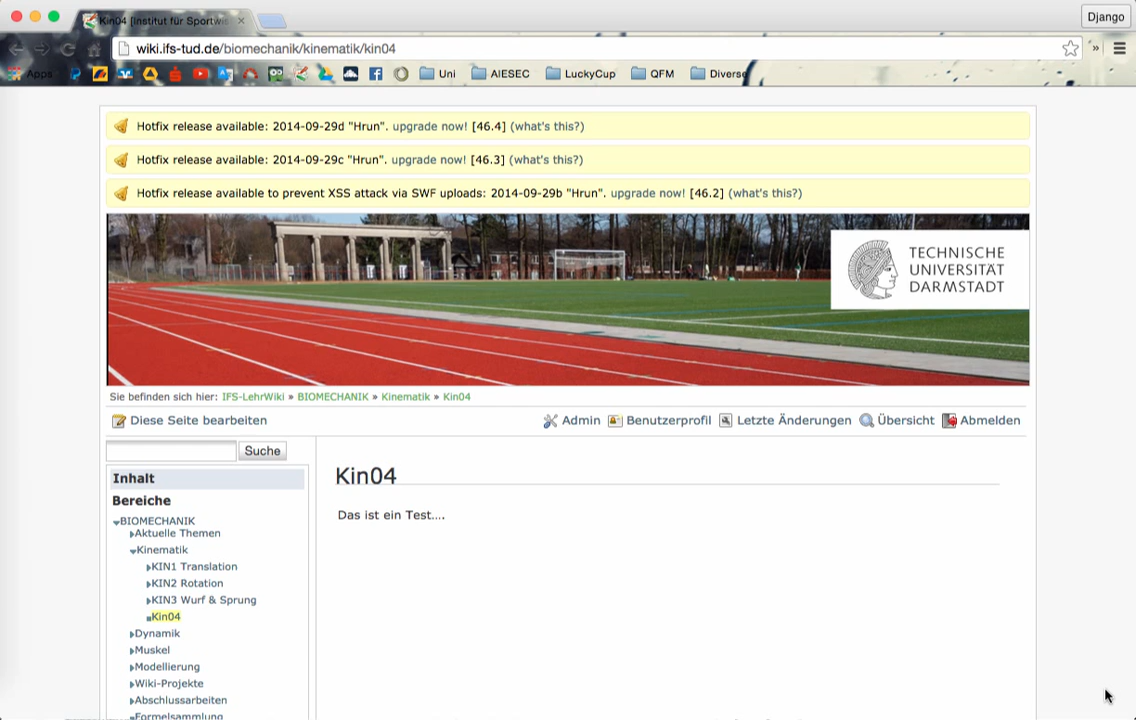 Kin04 [Institut für Sportwis
Django
wiki.ifs-tud.de/biomechanik/kinematik/kin04
Apps Uni AIESEC LuckyCup QFM Diverse
Hotfix release available: 2014-09-29d "Hrun". upgrade now! [46.4] (what's this?)
Hotfix release available: 2014-09-29c "Hrun". upgrade now! [46.3] (what's this?)
Hotfix release available to prevent XSS attack via SWF uploads: 2014-09-29b "Hrun". upgrade now! [46.2] (what's this?)
TECHNISCHE
UNIVERSITÄT
DARMSTADT
Sie befinden sich hier: IFS-LehrWiki » BIOMECHANIK » Kinematik » Kin04
Diese Seite bearbeiten Admin Benutzerprofil Letzte Änderungen Übersicht Abmelden
Suche
Inhalt
Bereiche
BIOMECHANIK
Aktuelle Themen
Kinematik
KIN1 Translation
KIN2 Rotation
KIN3 Wurf & Sprung
Kin04
Dynamik
Muskel
Modellierung
Wiki-Projekte
Abschlussarbeiten
Formelsammlung
Kin04
Das ist ein Test....